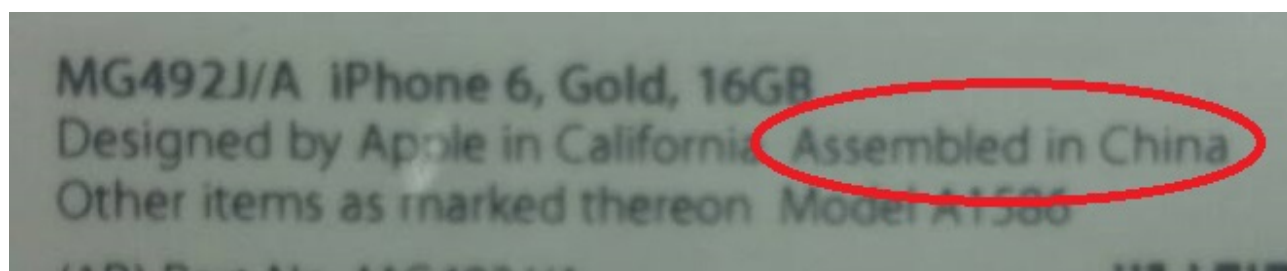 MG492J/A iPhone 6, Gold, 16GB
Designed by Apple in California Assembled in China
Other items as marked thereon Model A1586